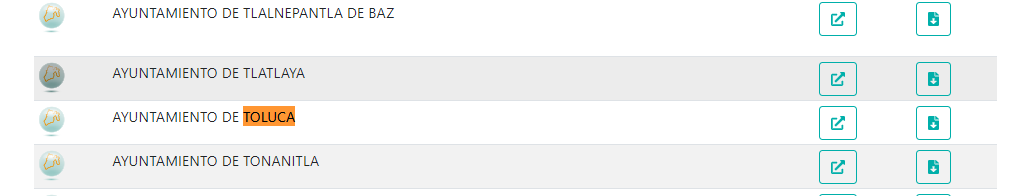 AYUNTAMIENTO DE TLALNEPANTLA DE BAZ
AYUNTAMIENTO DE TLATLAYA
AYUNTAMIENTO DE TOLUCA
AYUNTAMIENTO DE TONANITLA